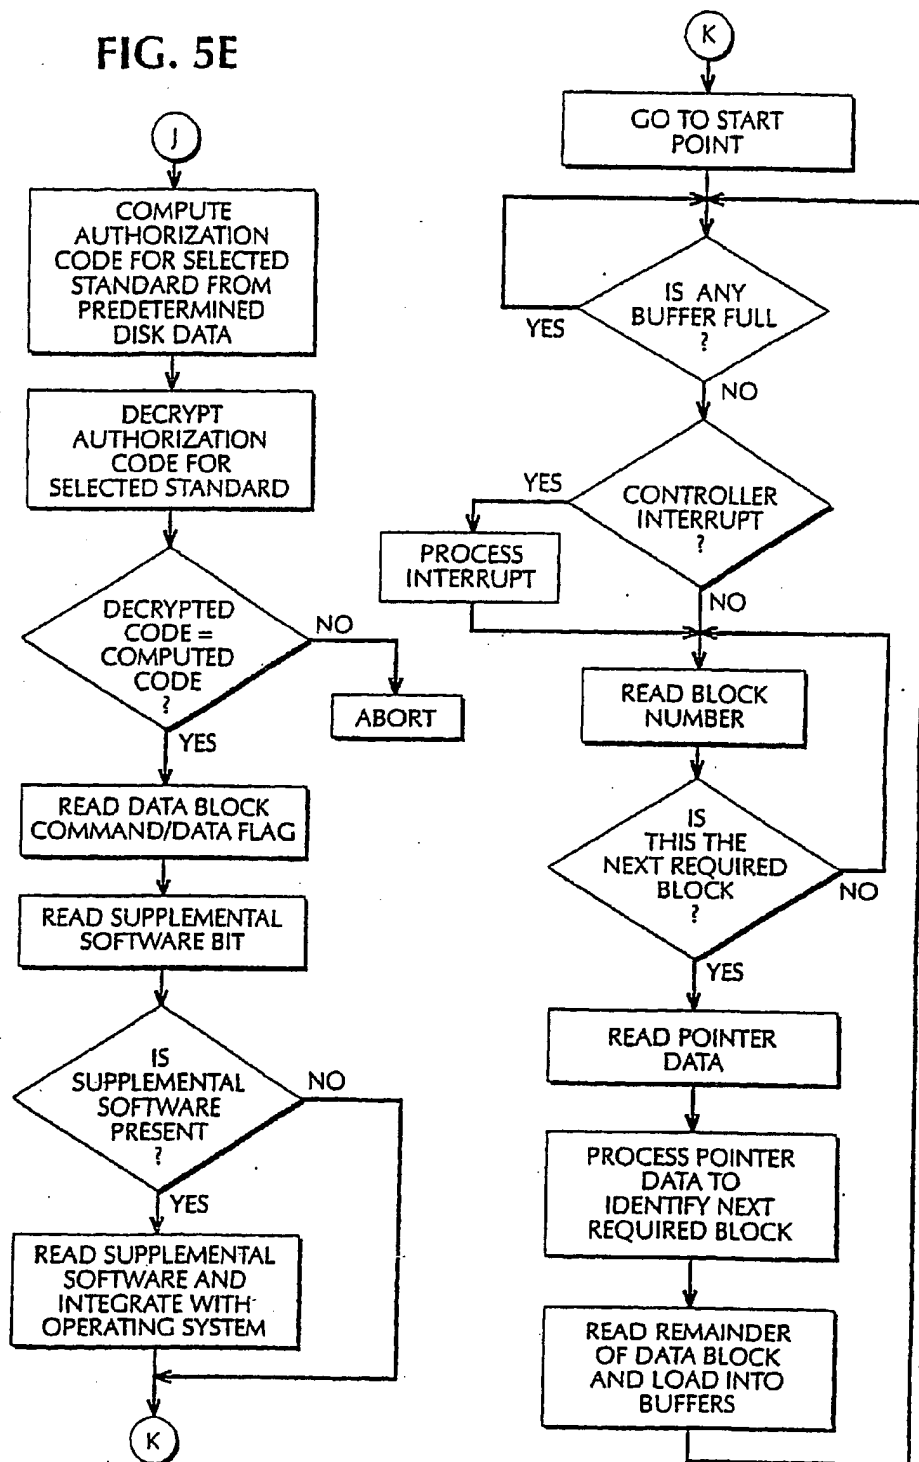 FIG. 5E
J
COMPUTE
AUTHORIZATION
CODE FOR SELECTED
STANDARD FROM
PREDETERMINED
DISK DATA
DECRYPT
AUTHORIZATION
CODE FOR
SELECTED STANDARD
DECRYPTED
CODE =
COMPUTED
CODE
?
NO
ABORT
YES
READ DATA BLOCK
COMMAND/DATA FLAG
READ SUPPLEMENTAL
SOFTWARE BIT
IS
SUPPLEMENTAL
SOFTWARE
PRESENT
?
NO
YES
READ SUPPLEMENTAL
SOFTWARE AND
INTEGRATE WITH
OPERATING SYSTEM
K
K
GO TO START
POINT
IS ANY
BUFFER FULL
?
YES
NO
CONTROLLER
INTERRUPT
?
YES
PROCESS
INTERRUPT
NO
READ BLOCK
NUMBER
IS
THIS THE
NEXT REQUIRED
BLOCK
?
NO
YES
READ POINTER
DATA
PROCESS POINTER
DATA TO
IDENTIFY NEXT
REQUIRED BLOCK
READ REMAINDER
OF DATA BLOCK
AND LOAD INTO
BUFFERS